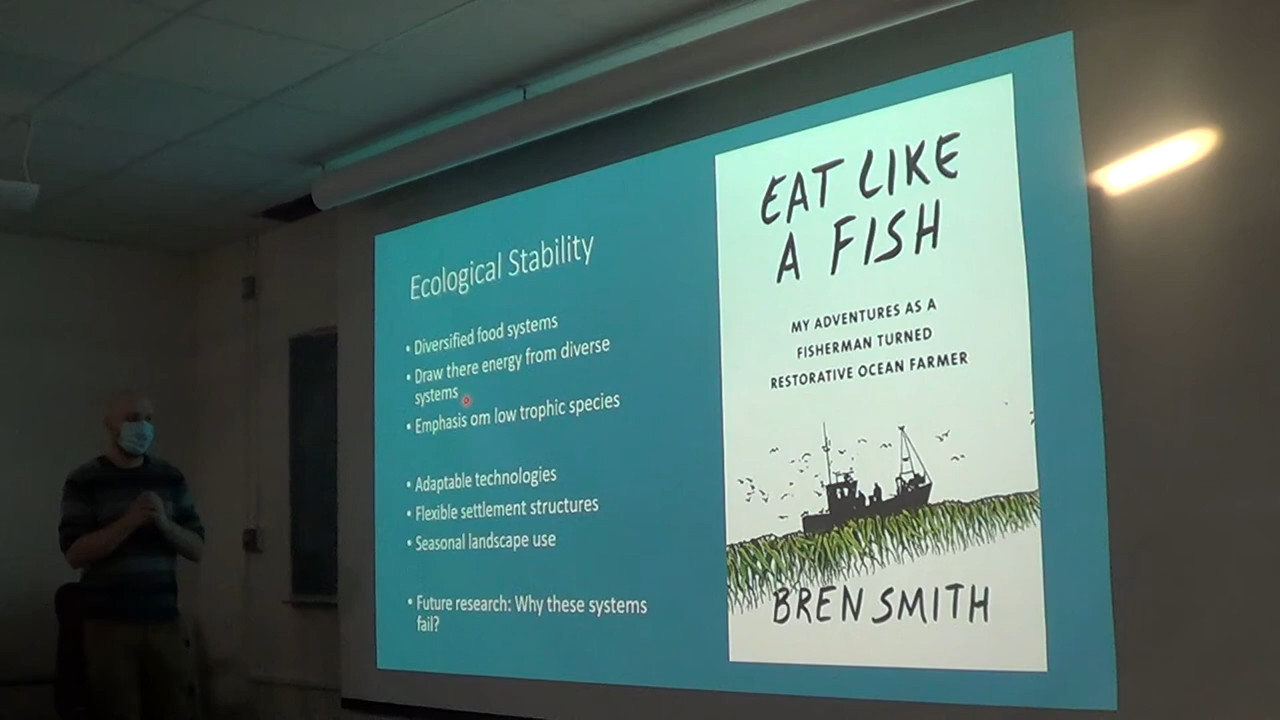 Ecological Stability
• Diversified food systems
• Draw there energy from diverse
systems
• Emphasis om low trophic species
• Adaptable technologies
• Flexible settlement structures
• Seasonal landscape use
• Future research: Why these systems
fail?
EAT LIKE
A FISH
MY ADVENTURES AS A
FISHERMAN TURNED
RESTORATIVE OCEAN FARMER
BREN SMITH